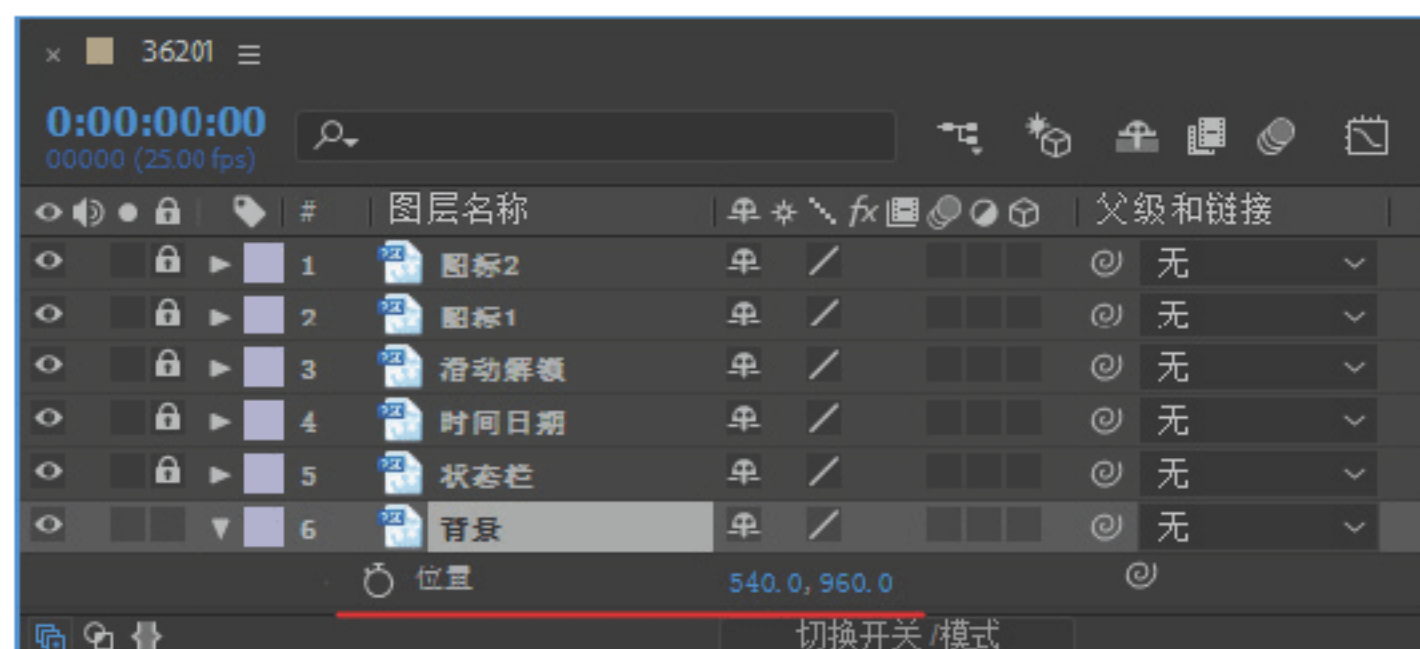 36201
0:00:00:00
00000 (25.00 fps)
# 图层名称 fx 父级和链接
1 图标2 无
2 图标1 无
3 滑动解锁 无
4 时间日期 无
5 状态栏 无
6 背景 无
位置 540.0, 960.0
切换开关/模式